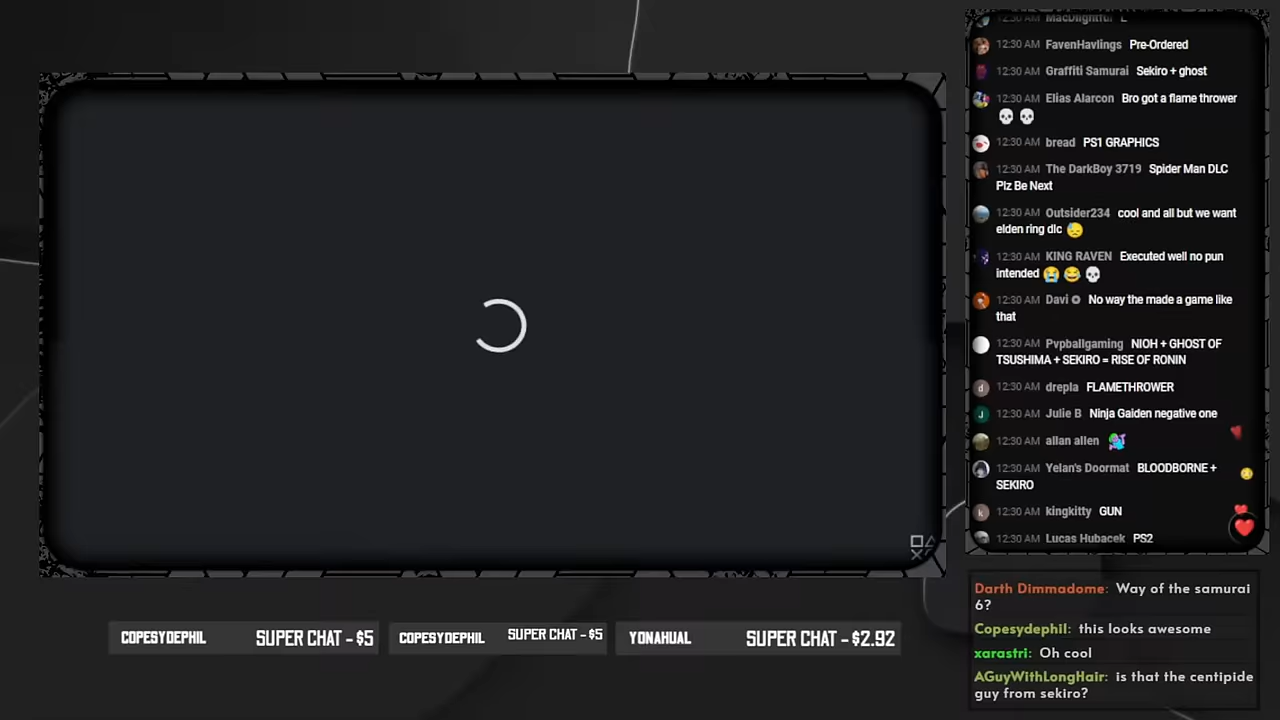 12:30 AM MacDlightful L
12:30 AM FavenHavlings Pre-Ordered
12:30 AM Graffiti Samurai Sekiro + ghost
12:30 AM Elias Alarcon Bro got a flame thrower
💀 💀
12:30 AM bread PS1 GRAPHICS
12:30 AM The DarkBoy 3719 Spider Man DLC
Plz Be Next
12:30 AM Outsider234 cool and all but we want
elden ring dlc 😓
12:30 AM KING RAVEN Executed well no pun
intended 😭 😂 💀
12:30 AM Davi No way the made a game like
that
12:30 AM Pvpballgaming NIOH + GHOST OF
TSUSHIMA + SEKIRO = RISE OF RONIN
d 12:30 AM drepla FLAMETHROWER
J 12:30 AM Julie B Ninja Gaiden negative one
12:30 AM allan allen
12:30 AM Yelan's Doormat BLOODBORNE +
SEKIRO
k 12:30 AM kingkitty GUN
12:30 AM Lucas Hubacek PS2
Darth Dimmadome: Way of the samurai
6?
Copesydephil: this looks awesome
xarastri: Oh cool
AGuyWithLongHair: is that the centipide
guy from sekiro?
COPESYDEPHIL SUPER CHAT - $5
COPESYDEPHIL SUPER CHAT - $5
YONAHUAL SUPER CHAT - $2.92